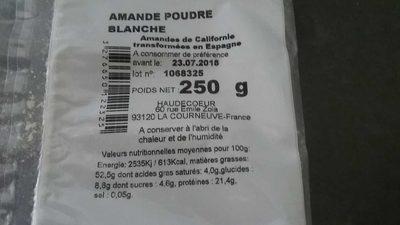 AMANDE POUDRE
BLANCHE
Amandes de Californie
transformées en Espagne
A consommer de préférence
avant le: 23.07.2018
lot n°: 1068325
POIDS NET 250 g
HAUDECOEUR
60 rue Emile Zola
93120 LA COURNEUVE-France
A conserver à l'abri de la
chaleur et de l'humidité
Valeurs nutritionnelles moyennes pour 100g:
Energie: 2535Kj / 613Kcal, matières grasses:
52,5g dont acides gras saturés: 4,0g,glucides :
8,8g dont sucres : 4,6g, protéines : 21,4g,
sel : 0,05g.